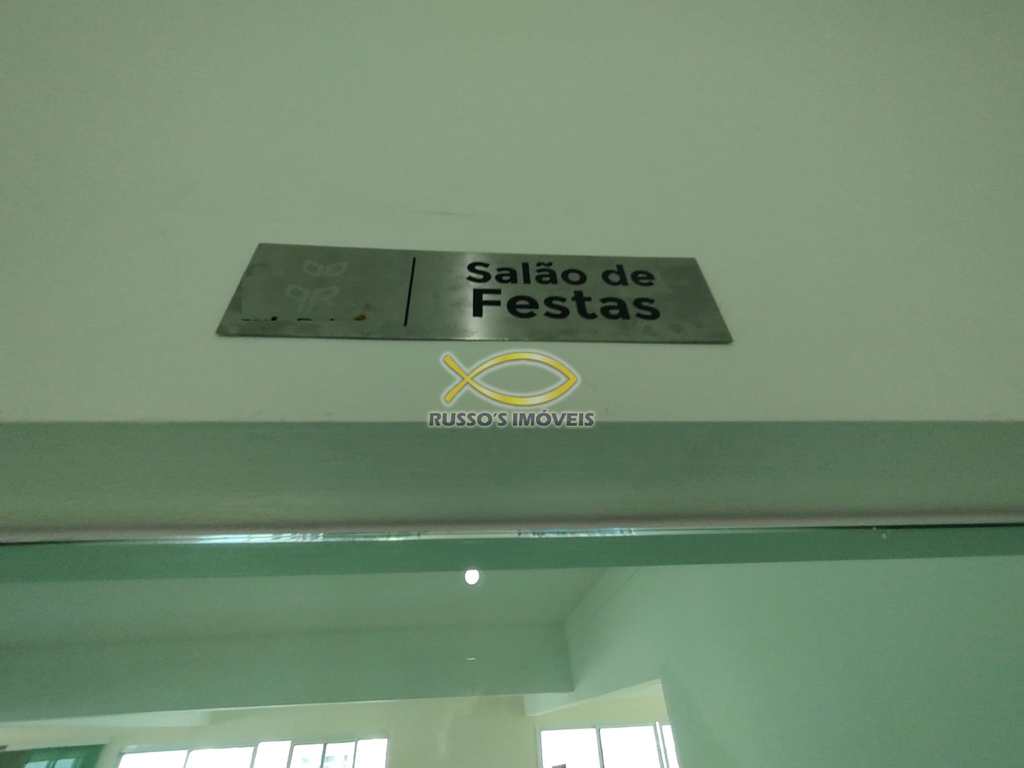 Salão de
Festas
RUSSO'S IMÓVEIS